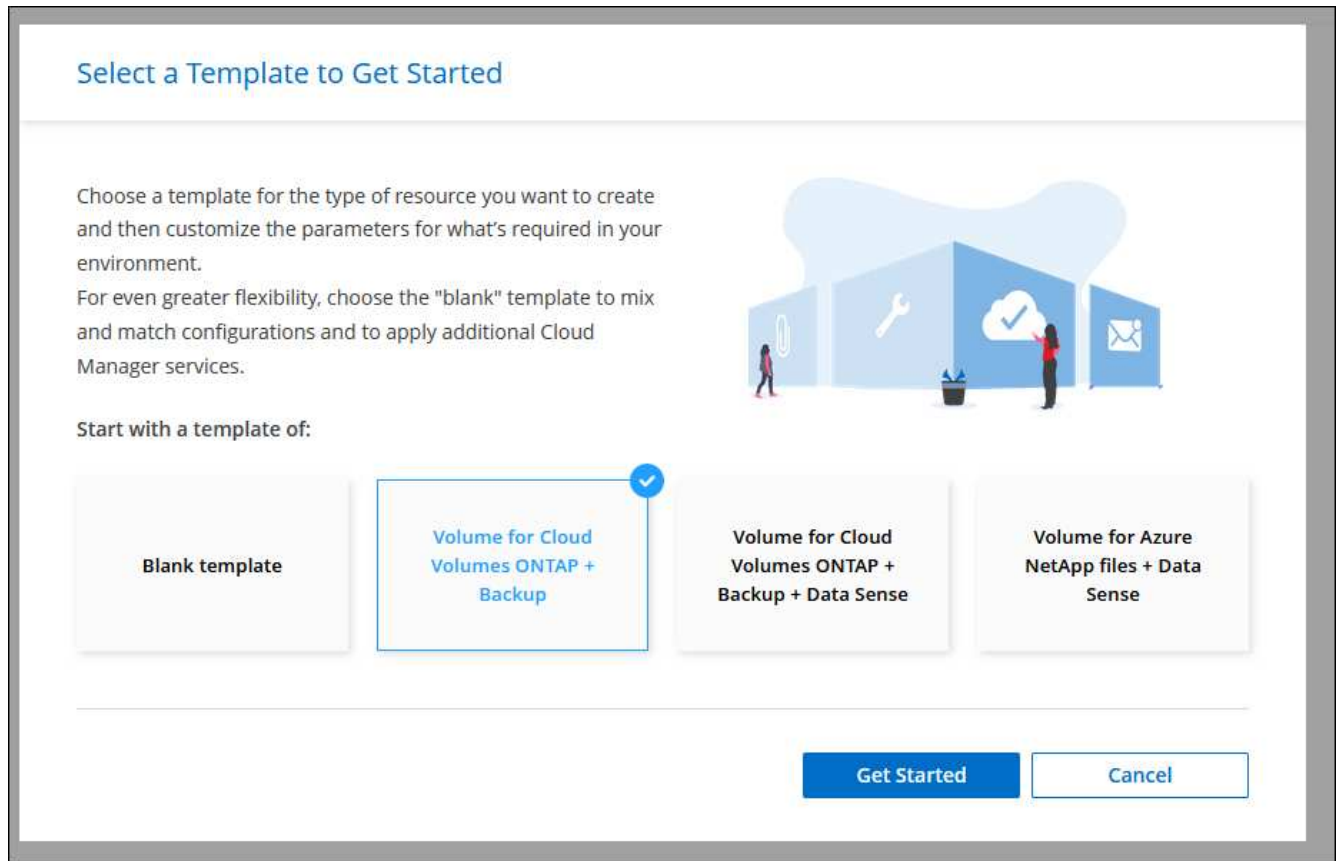 Select a Template to Get Started
Choose a template for the type of resource you want to create
and then customize the parameters for what's required in your
environment.
For even greater flexibility, choose the "blank" template to mix
and match configurations and to apply additional Cloud
Manager services.
Start with a template of:
Blank template
Volume for Cloud
Volumes ONTAP +
Backup
Volume for Cloud
Volumes ONTAP +
Backup + Data Sense
Volume for Azure
NetApp files + Data
Sense
Get Started
Cancel